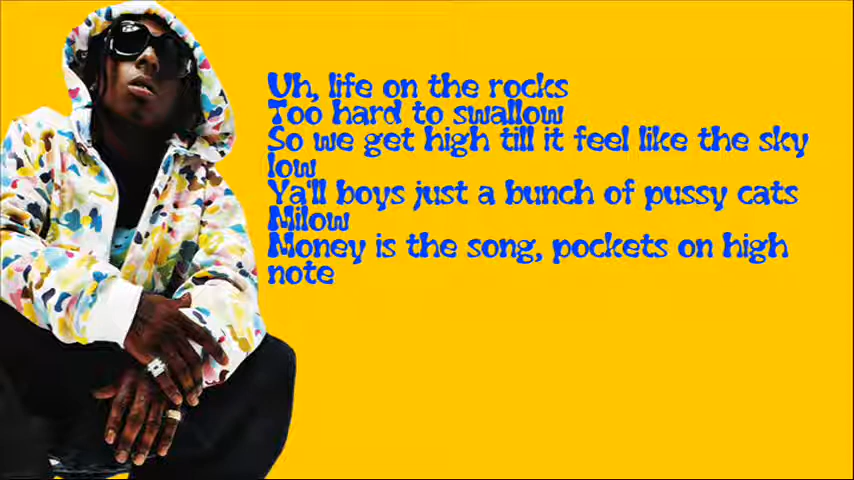 Uh, life on the rocks
Too hard to swallow
So we get high till it feel like the sky
low
Ya'll boys just a bunch of pussy cats
Milow
Money is the song, pockets on high
note